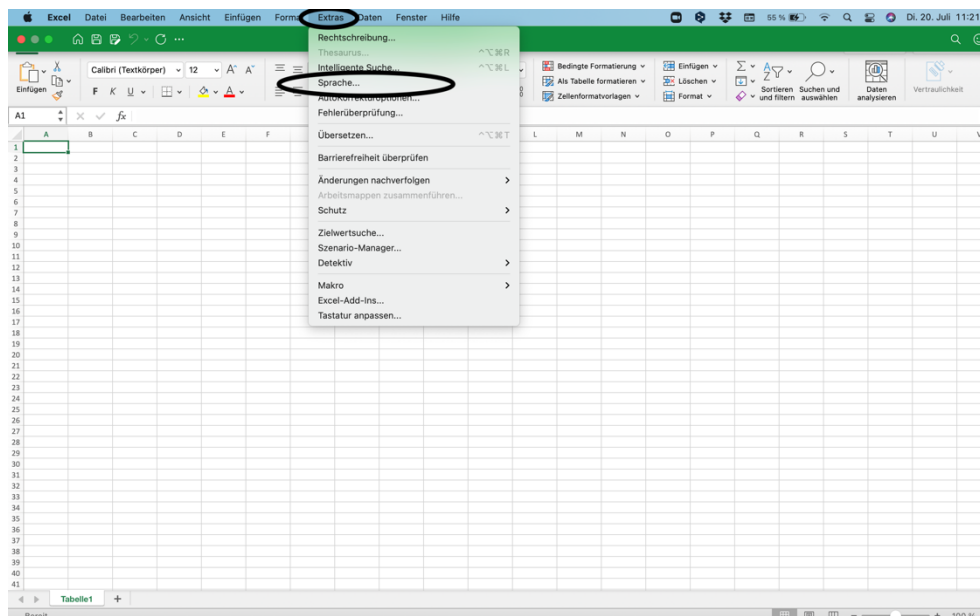 Excel Datei Bearbeiten Ansicht Einfügen Extras Daten Fenster Hilfe 55 % Di. 20. Juli 11:21
Rechtschreibung...
Thesaurus... ^⌥⌘R
Intelligente Suche... ^⌥⌘L
Sprache...
AutoKorrekturoptionen...
Fehlerüberprüfung...
Übersetzen... ^⌥⌘T
Barrierefreiheit überprüfen
Änderungen nachverfolgen
Arbeitsmappen zusammenführen...
Schutz
Zielwertsuche...
Szenario-Manager...
Detektiv
Makro
Excel-Add-Ins...
Tastatur anpassen...
Einfügen
Calibri (Textkörper) 12 A^ A˅
F K U A
Bedingte Formatierung
Als Tabelle formatieren
Zellenformatvorlagen
Einfügen
Löschen
Format
Sortieren
und filtern
Suchen und
auswählen
Daten
analysieren
Vertraulichkeit
A1 fx
A B C D E F L M N O P Q R S T U
1
2
3
4
5
6
7
8
9
10
11
12
13
14
15
16
17
18
19
20
21
22
23
24
25
26
27
28
29
30
31
32
33
34
35
36
37
38
39
40
41
Tabelle1 +
Bereit 100 %